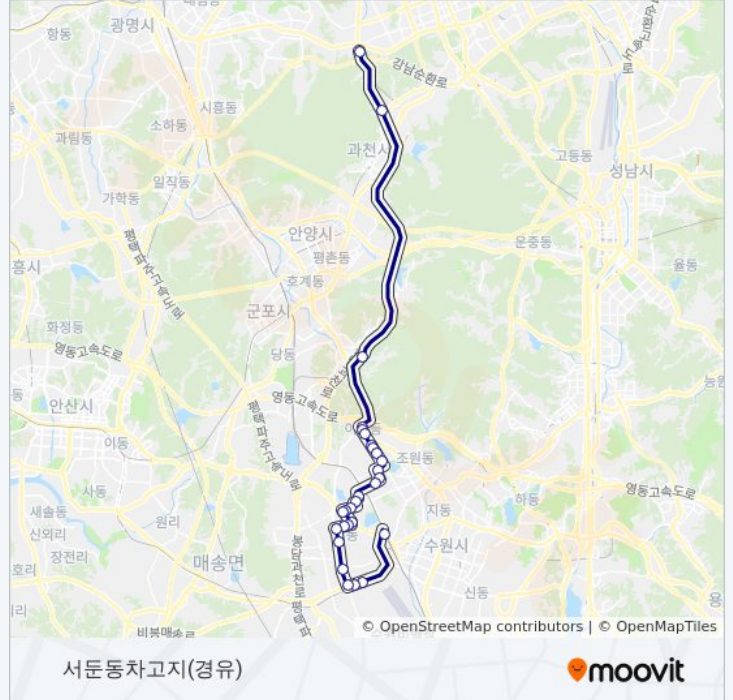 광명시
항동
강남순환로
시흥동
소하동
과림동
과천시
고등동
성남시
일직동
가학동
안양시
운중동
평촌동
율동
호계동
군포시
화정동
당동
영동고속도로
영동고속도로
안산시
이동
조원동
영동고속도로
사동
하동
새솔동
지동
원리
신외리
수원시
장전리
매송면
신동
호리
© OpenStreetMap contributors | © OpenMapTiles
서둔동차고지(경유)
moovit